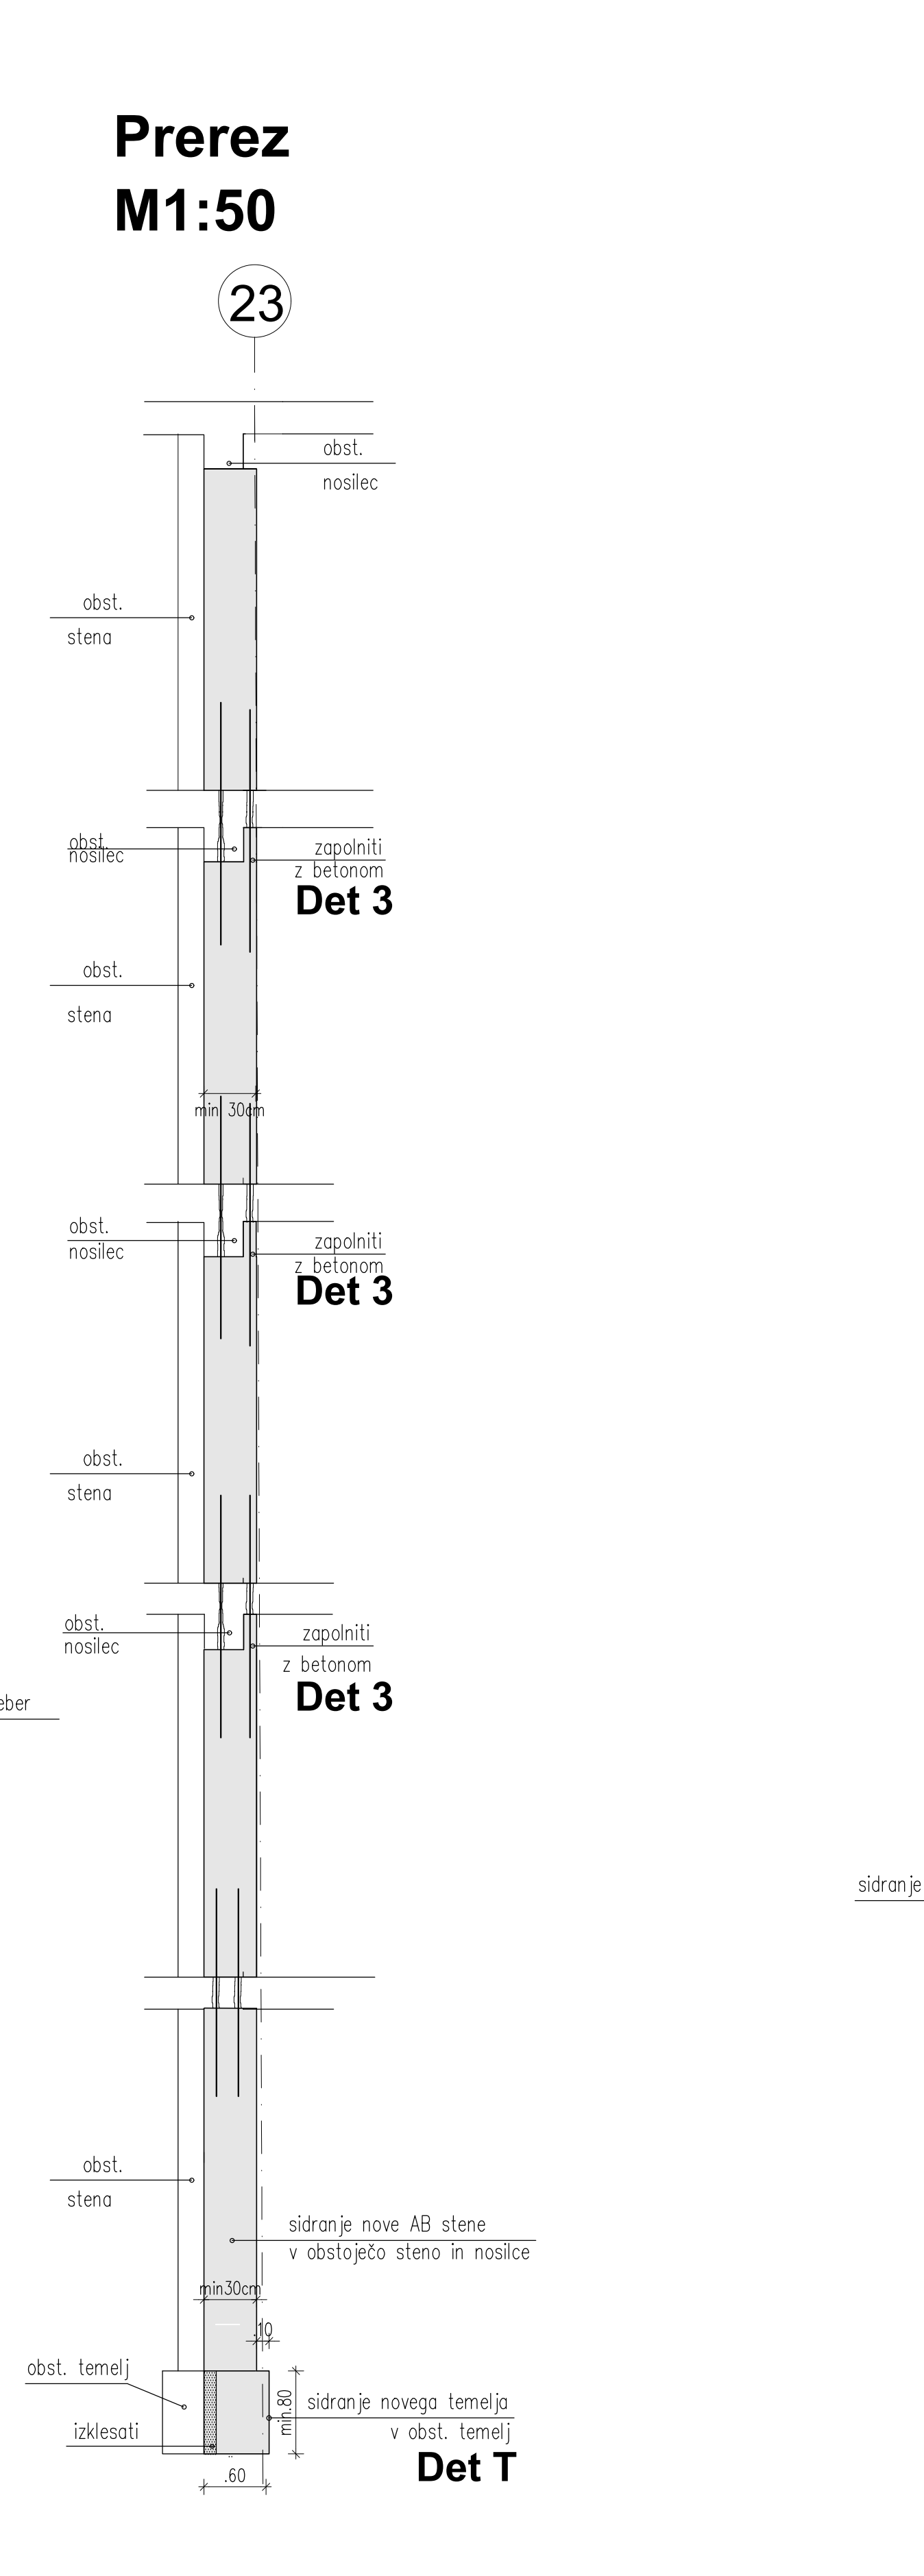 Prerez
M1:50
23
obst.
nosilec
obst.
stena
obst.
nosilec
zapolniti
z betonom
Det 3
obst.
stena
min 30cm
obst.
nosilec
zapolniti
z betonom
Det 3
obst.
stena
obst.
nosilec
zapolniti
z betonom
Det 3
eber
sidranje
obst.
stena
sidranje nove AB stene
v obstoječo steno in nosilce
min30cm
.10
obst. temelj
min.80
sidranje novega temelja
v obst. temelj
izklesati
Det T
.60